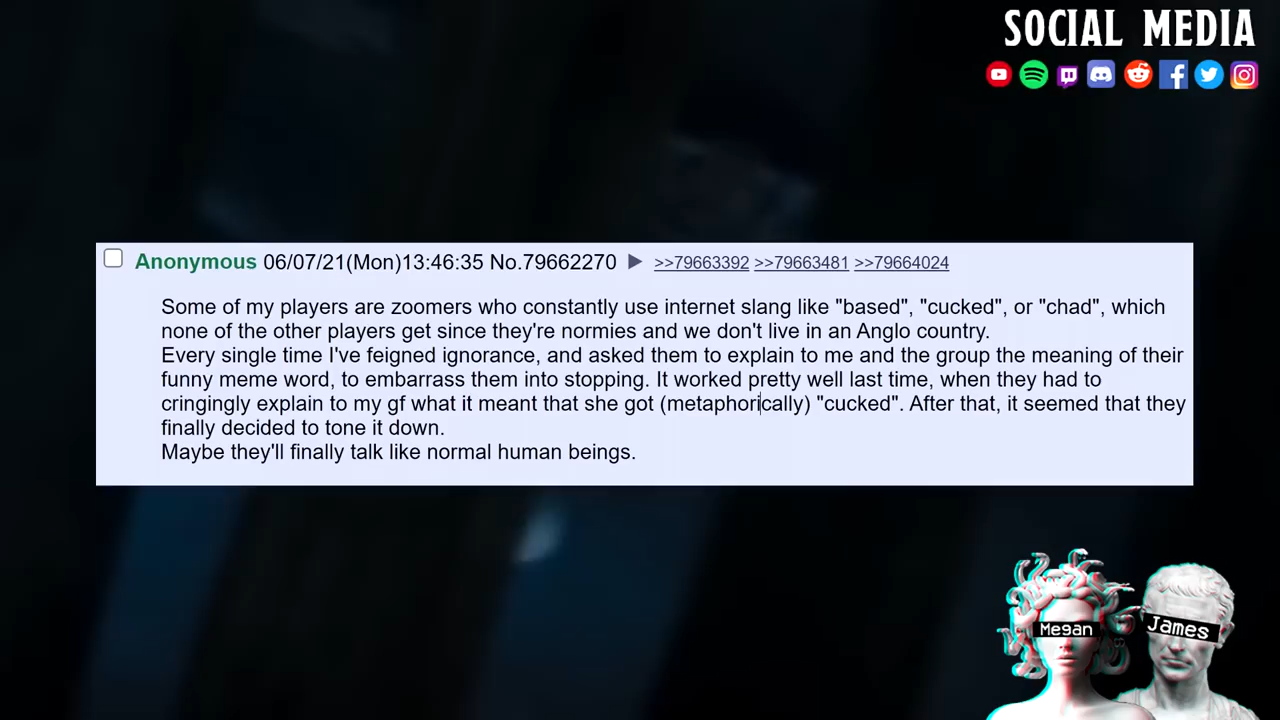 SOCIAL MEDIA
Anonymous 06/07/21(Mon)13:46:35 No.79662270 ▶ >>79663392 >>79663481 >>79664024
Some of my players are zoomers who constantly use internet slang like "based", "cucked", or "chad", which
none of the other players get since they're normies and we don't live in an Anglo country.
Every single time I've feigned ignorance, and asked them to explain to me and the group the meaning of their
funny meme word, to embarrass them into stopping. It worked pretty well last time, when they had to
cringingly explain to my gf what it meant that she got (metaphorically) "cucked". After that, it seemed that they
finally decided to tone it down.
Maybe they'll finally talk like normal human beings.
Megan
James